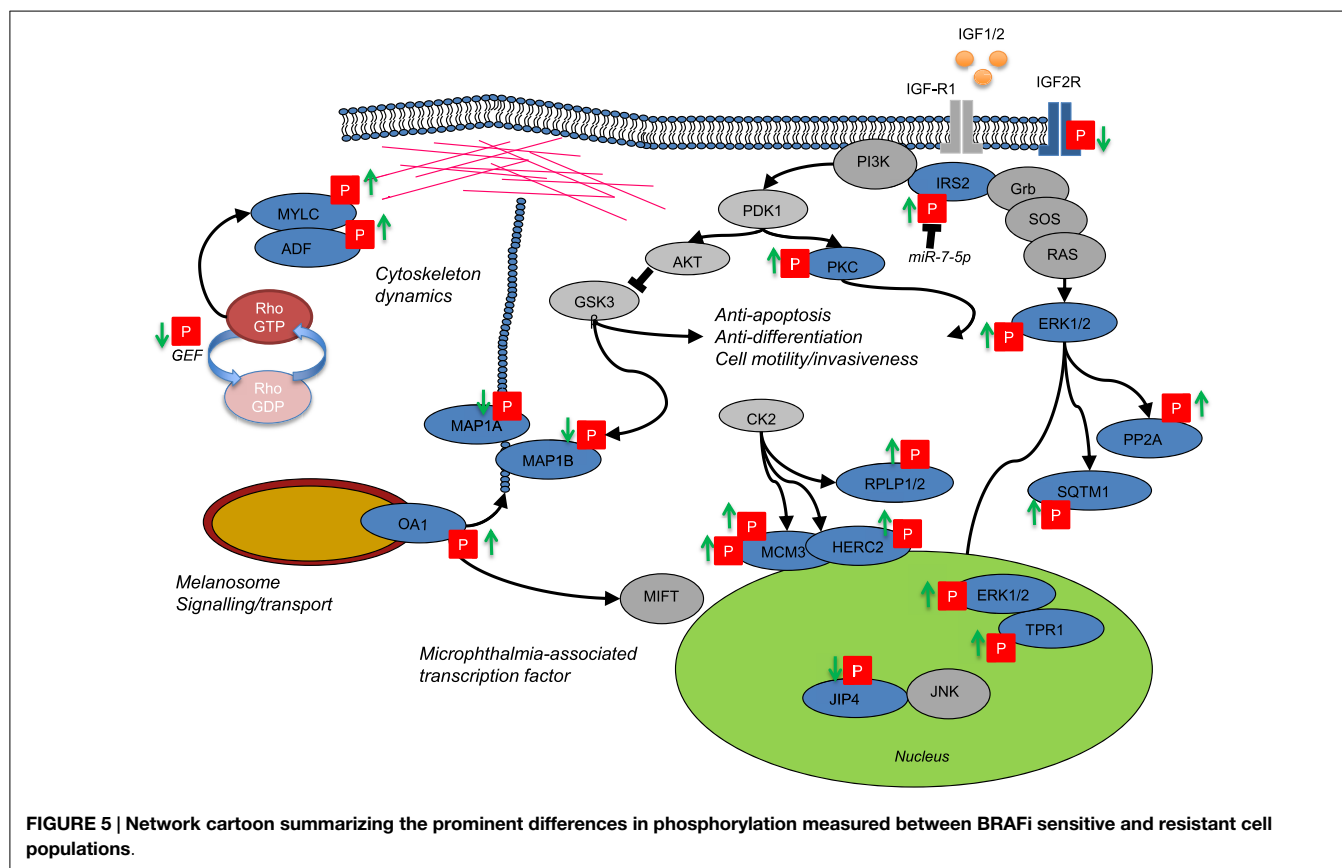 IGF1/2
IGF-R1
IGF2R
P
PI3K
IRS2
P
Grb
SOS
RAS
miR-7-5p
PDK1
AKT
P
PKC
GSK3
P
P
MYLC
P
ADF
Cytoskeleton
dynamics
Rho
GTP
P
GEF
Rho
GDP
Anti-apoptosis
Anti-differentiation
Cell motility/invasiveness
P
ERK1/2
P
MAP1A
P
MAP1B
CK2
P
RPLP1/2
P
PP2A
SQTM1
P
OA1
P
P
P
MCM3
HERC2
P
Melanosome
Signalling/transport
MIFT
P
ERK1/2
TPR1
P
Microphthalmia-associated
transcription factor
P
JIP4
JNK
Nucleus
FIGURE 5 | Network cartoon summarizing the prominent differences in phosphorylation measured between BRAFi sensitive and resistant cell
populations.